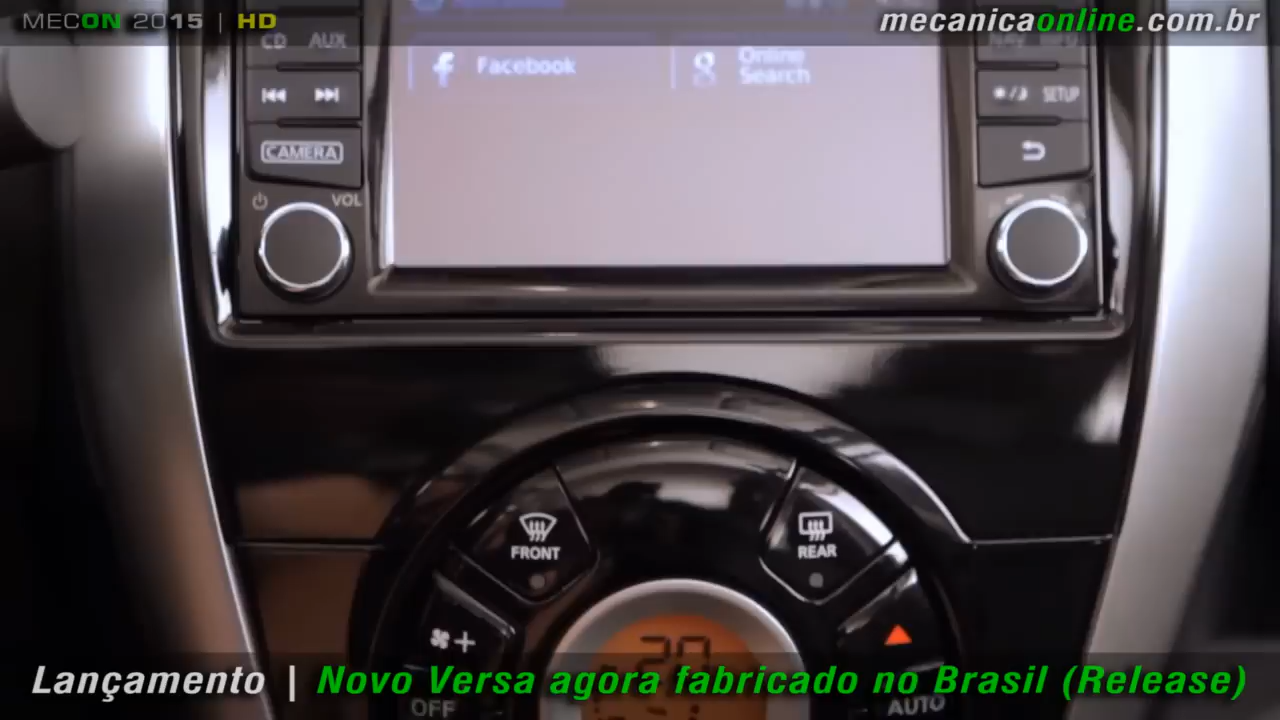 MECON 2015 | HD
mecanicaonline.com.br
CD AUX
Facebook
Online
Search
SETUP
CAMERA
VOL
FRONT
REAR
OFF
AUTO
Lançamento | Novo Versa agora fabricado no Brasil (Release)